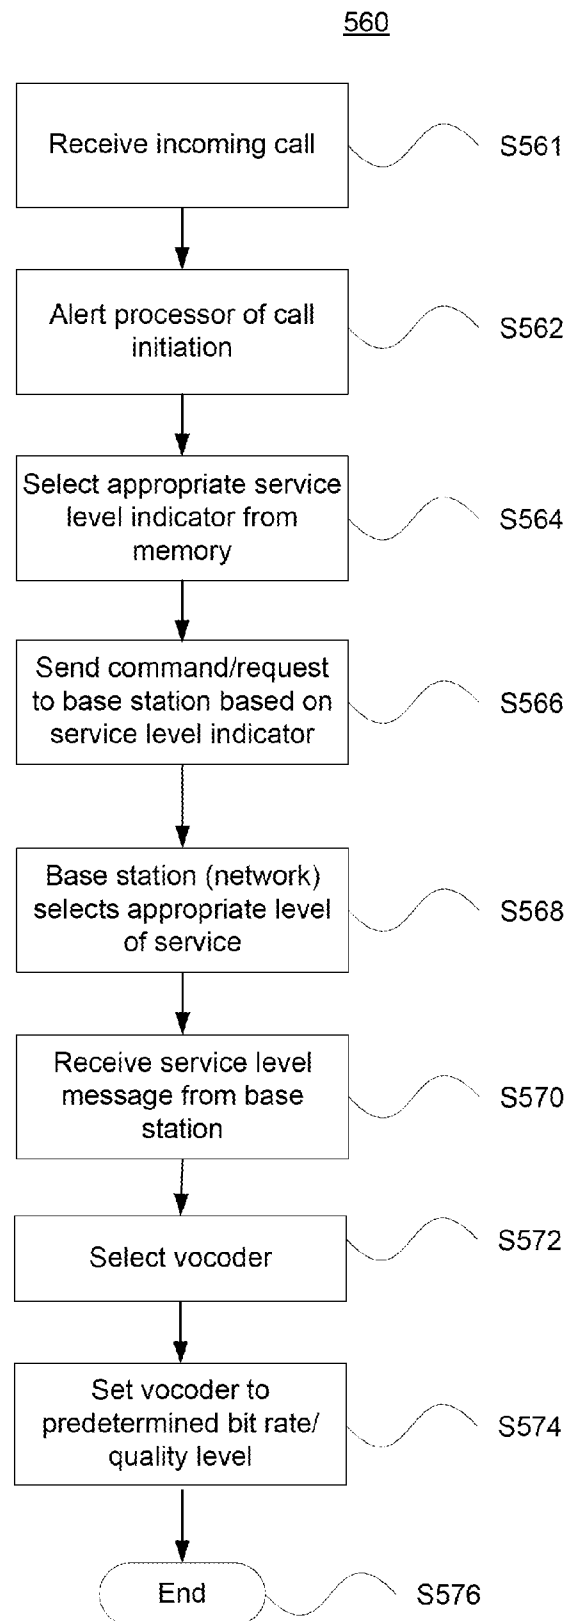 560
Receive incoming call
S561
Alert processor of call
initiation
S562
Select appropriate service
level indicator from
memory
S564
Send command/request
to base station based on
service level indicator
S566
Base station (network)
selects appropriate level
of service
S568
Receive service level
message from base
station
S570
Select vocoder
S572
Set vocoder to
predetermined bit rate/
quality level
S574
End
S576